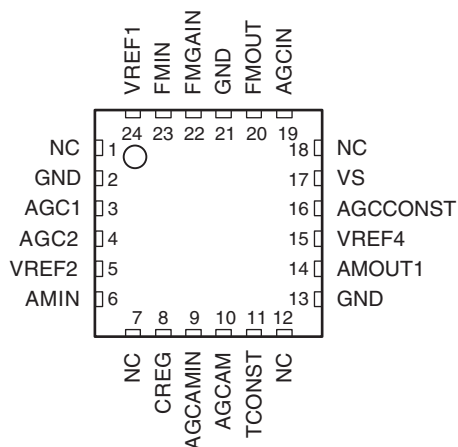 VREF1
FMIN
FMGAIN
GND
FMOUT
AGCIN
24 23 22 21 20 19
NC 1 18 NC
GND 2 17 VS
AGC1 3 16 AGCCONST
AGC2 4 15 VREF4
VREF2 5 14 AMOUT1
AMIN 6 13 GND
7 8 9 10 11 12
NC
CREG
AGCAMIN
AGCAM
TCONST
NC